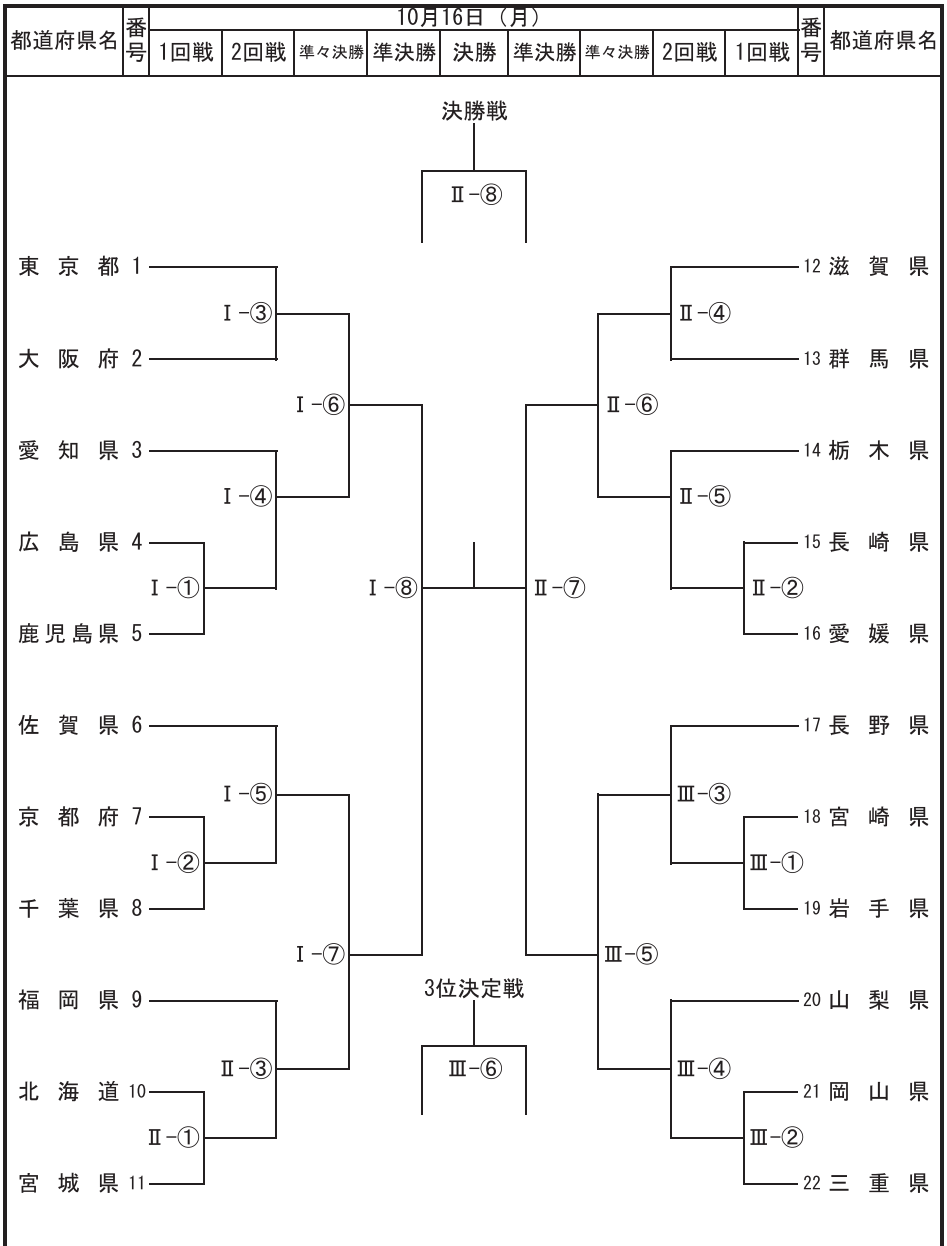 都道府県名 番号 10月16日（月） 番号 都道府県名
1回戦 2回戦 準々決勝 準決勝 決勝 準決勝 準々決勝 2回戦 1回戦
決勝戦
Ⅱ-⑧
東京都 1 12 滋賀県
Ⅰ-③ Ⅱ-④
大阪府 2 13 群馬県
Ⅰ-⑥ Ⅱ-⑥
愛知県 3 14 栃木県
Ⅰ-④ Ⅱ-⑤
広島県 4 15 長崎県
Ⅰ-① Ⅰ-⑧ Ⅱ-⑦ Ⅱ-②
鹿児島県 5 16 愛媛県
佐賀県 6 17 長野県
Ⅰ-⑤ Ⅲ-③
京都府 7 18 宮崎県
Ⅰ-② Ⅲ-①
千葉県 8 19 岩手県
Ⅰ-⑦ Ⅲ-⑤
3位決定戦
福岡県 9 20 山梨県
Ⅱ-③ Ⅲ-⑥ Ⅲ-④
北海道 10 21 岡山県
Ⅱ-① Ⅲ-②
宮城県 11 22 三重県